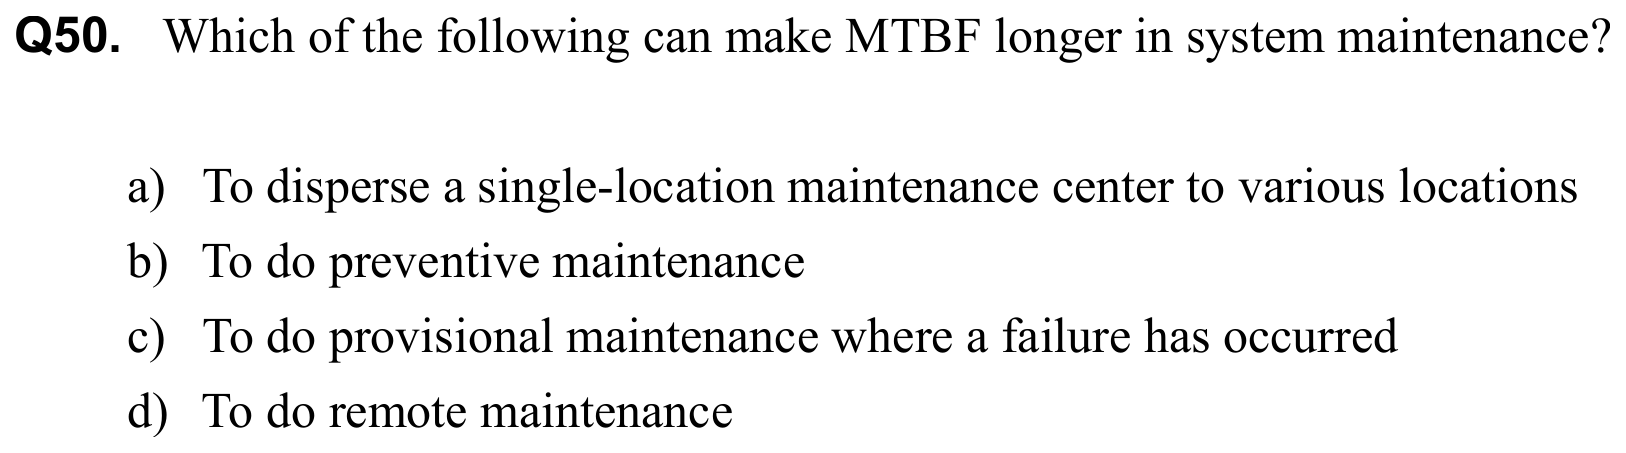 Q50. Which of the following can make MTBF longer in system maintenance?
a) To disperse a single-location maintenance center to various locations
b) To do preventive maintenance
c) To do provisional maintenance where a failure has occurred
d) To do remote maintenance